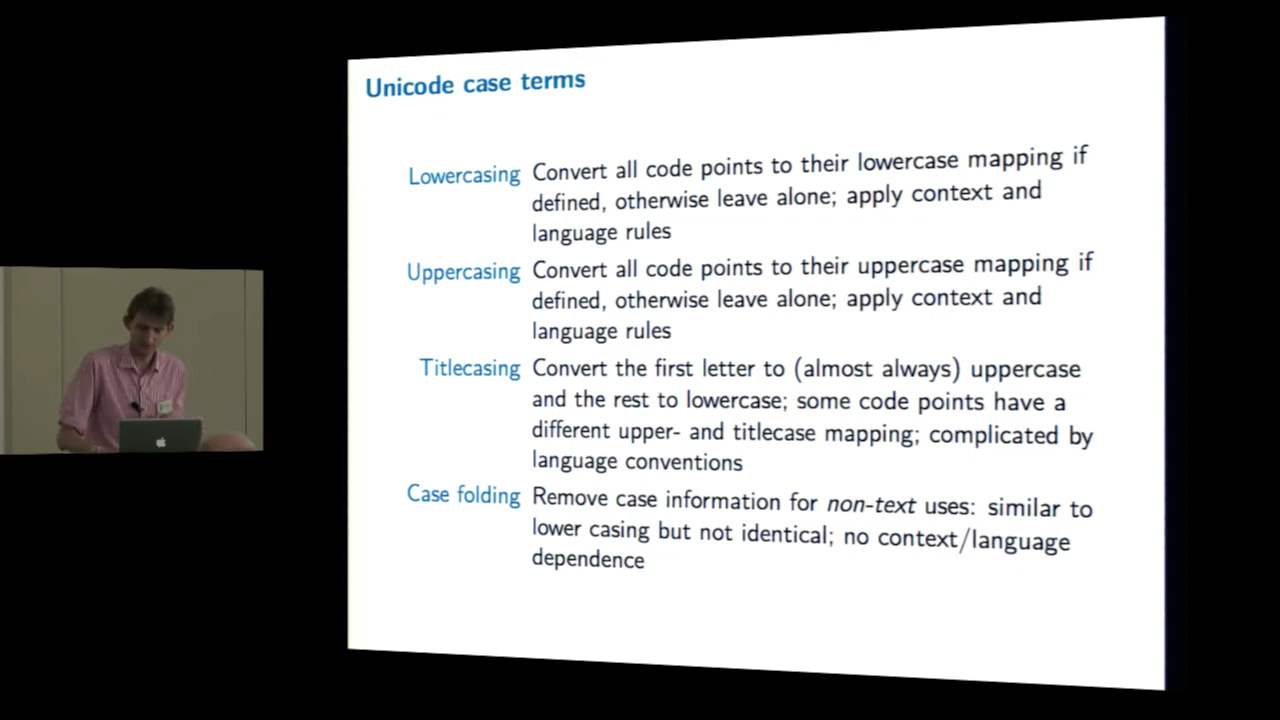 Unicode case terms
Lowercasing Convert all code points to their lowercase mapping if
defined, otherwise leave alone; apply context and
language rules
Uppercasing Convert all code points to their uppercase mapping if
defined, otherwise leave alone; apply context and
language rules
Titlecasing Convert the first letter to (almost always) uppercase
and the rest to lowercase; some code points have a
different upper- and titlecase mapping; complicated by
language conventions
Case folding Remove case information for non-text uses: similar to
lower casing but not identical; no context/language
dependence